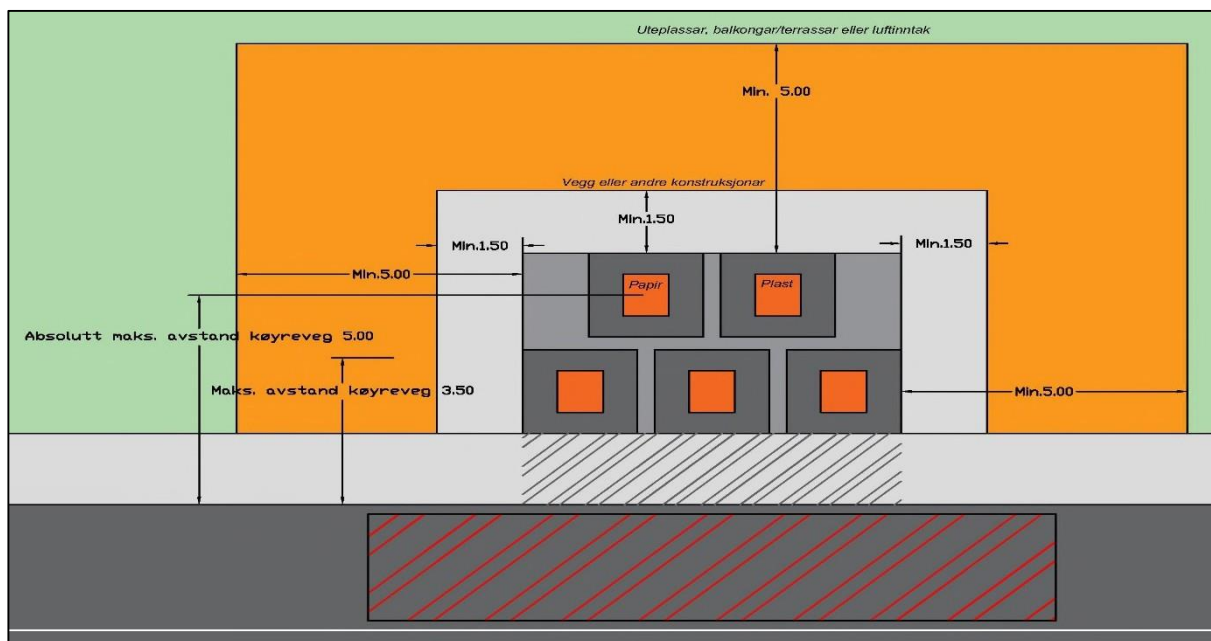 Uteplassar, balkongar/terrassar eller luftinntak
Min. 5.00
Vegg eller andre konstruksjonar
Min.1.50
Min.1.50
Min.1.50
Min.5.00
Papir
Plast
Absolutt maks. avstand køyreveg 5.00
Maks. avstand køyreveg 3.50
Min.5.00